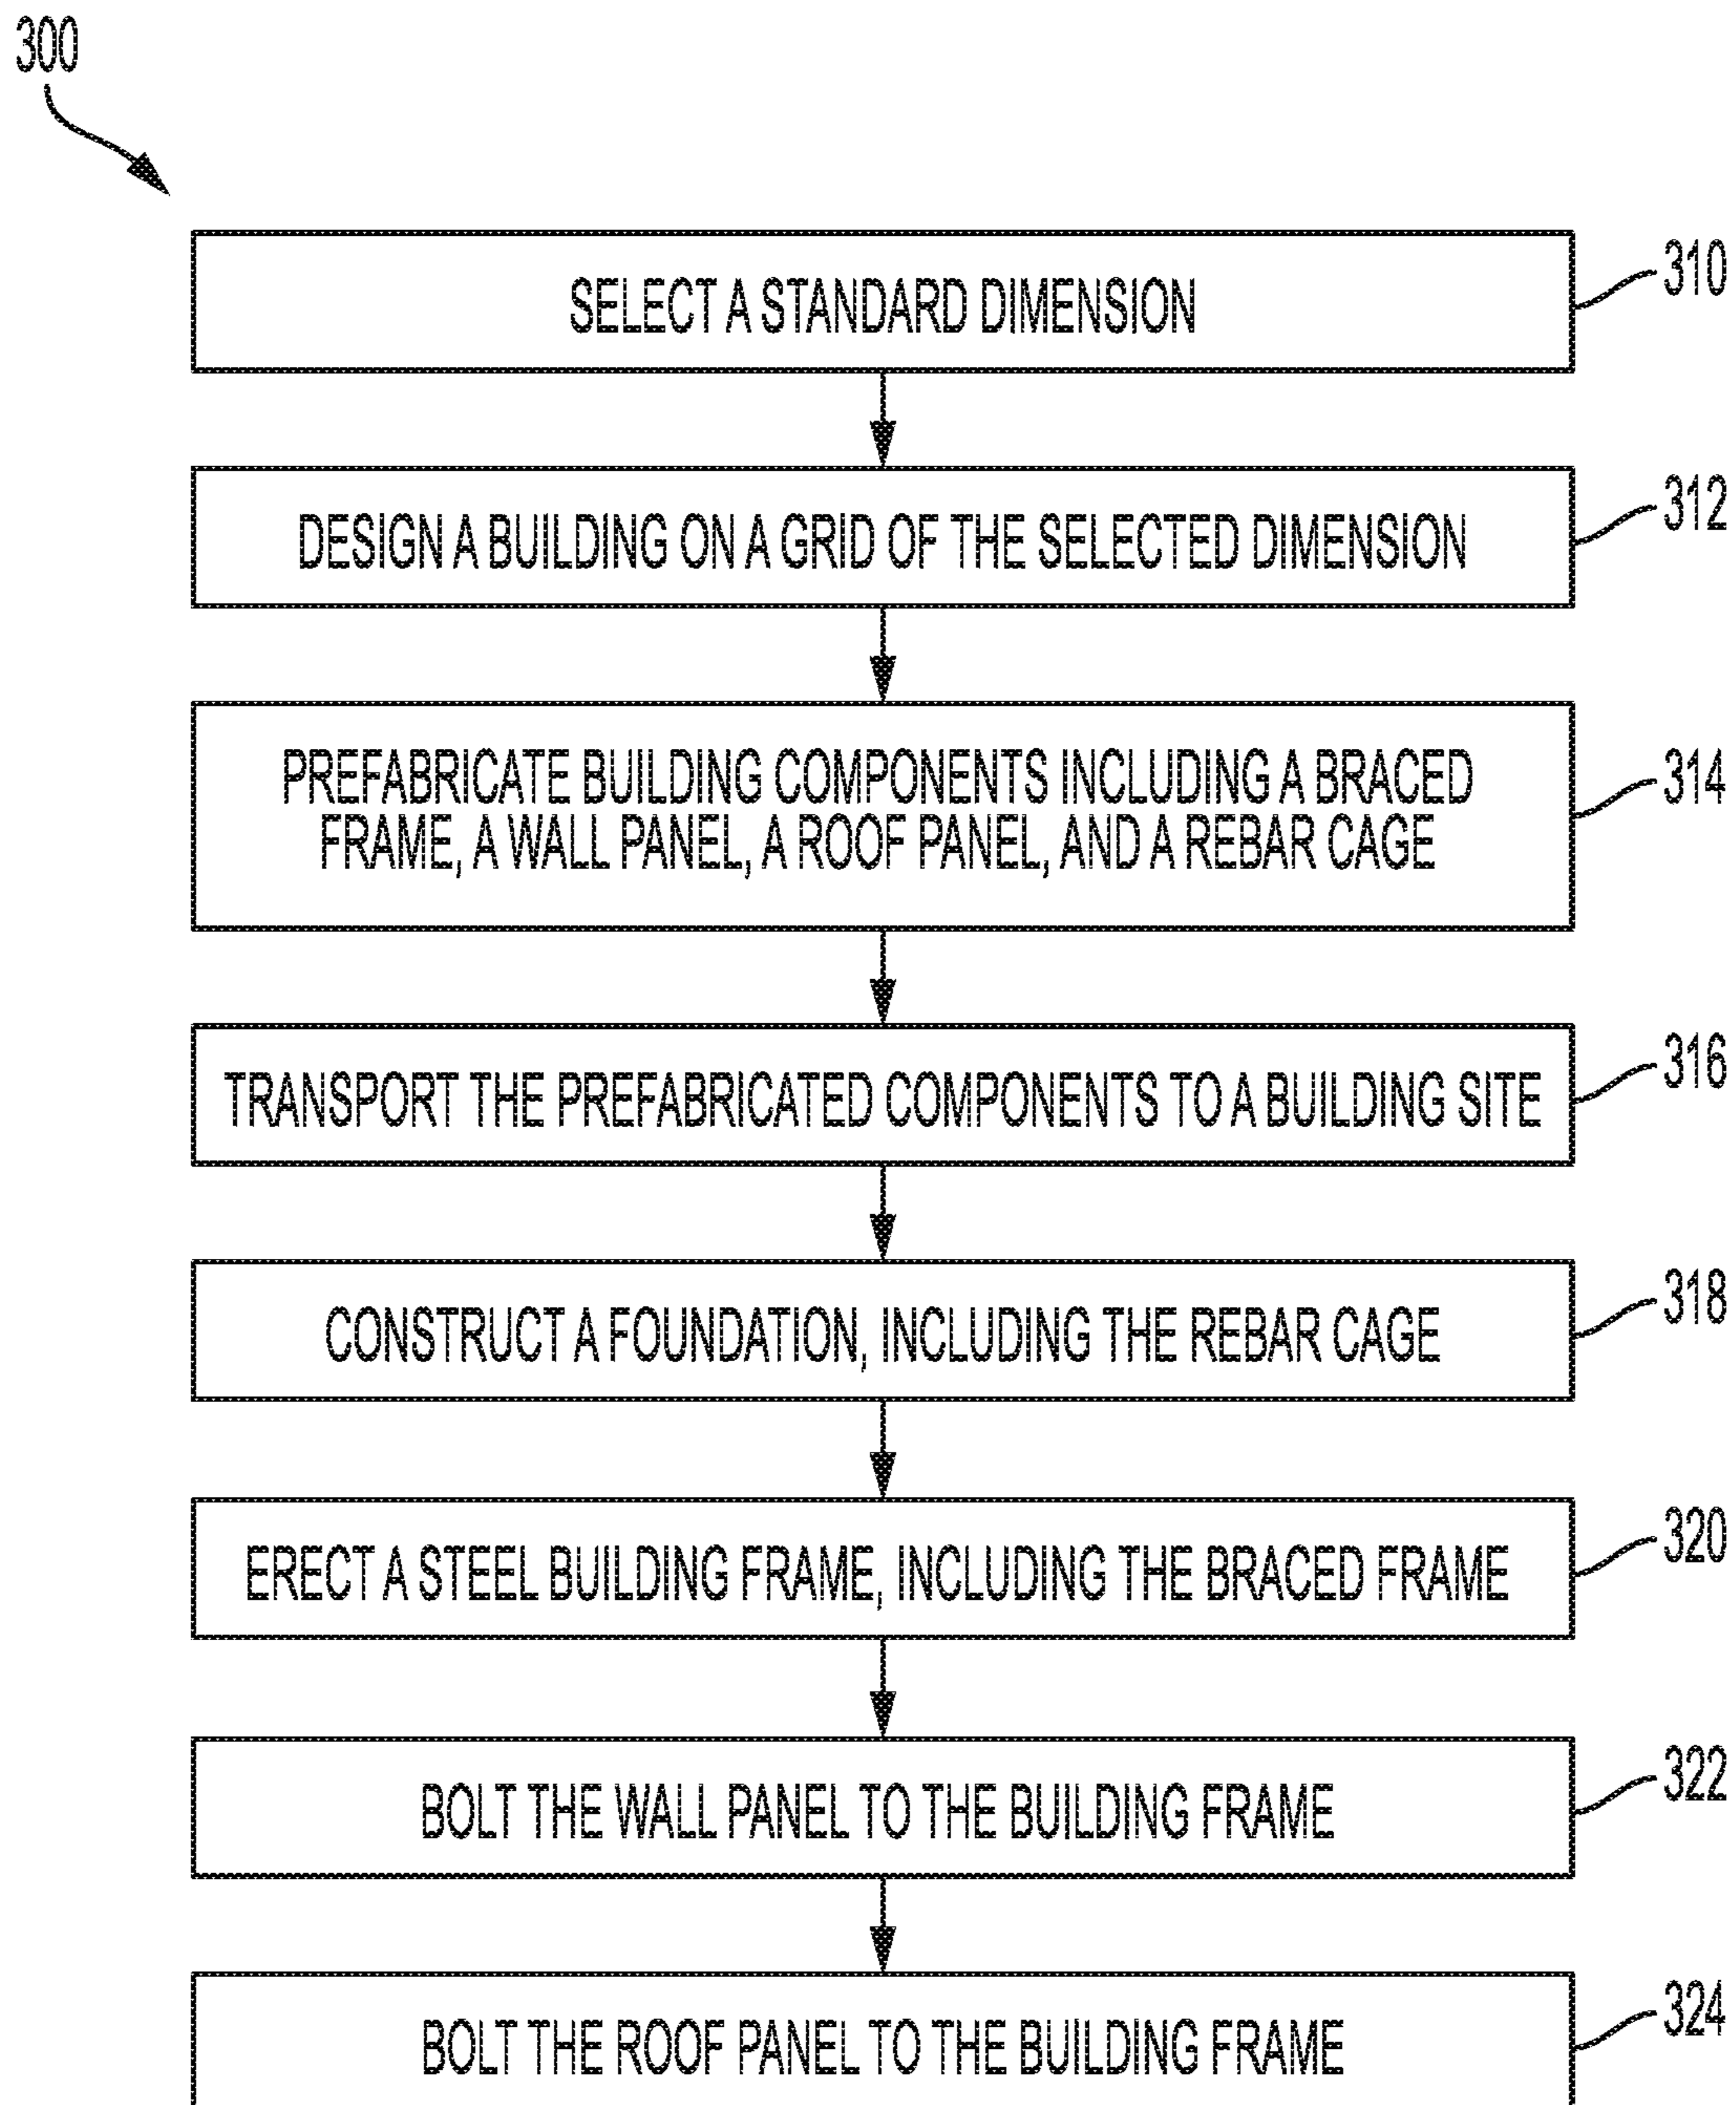 300
SELECT A STANDARD DIMENSION
310
DESIGN A BUILDING ON A GRID OF THE SELECTED DIMENSION
312
PREFABRICATE BUILDING COMPONENTS INCLUDING A BRACED
FRAME, A WALL PANEL, A ROOF PANEL, AND A REBAR CAGE
314
TRANSPORT THE PREFABRICATED COMPONENTS TO A BUILDING SITE
316
CONSTRUCT A FOUNDATION, INCLUDING THE REBAR CAGE
318
ERECT A STEEL BUILDING FRAME, INCLUDING THE BRACED FRAME
320
BOLT THE WALL PANEL TO THE BUILDING FRAME
322
BOLT THE ROOF PANEL TO THE BUILDING FRAME
324